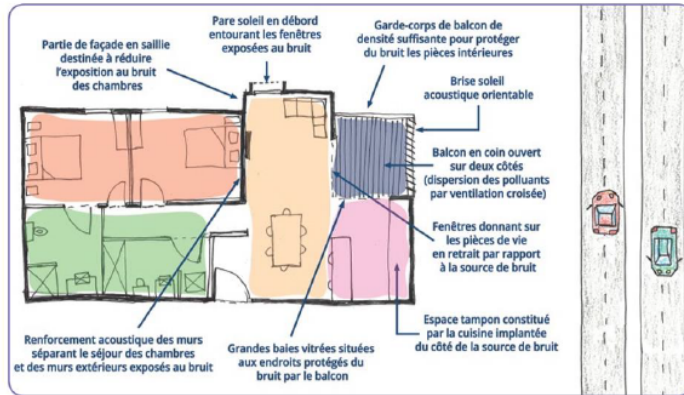 Pare soleil en débord
entourant les fenêtres
exposées au bruit
Partie de façade en saillie
destinée à réduire
l'exposition au bruit
des chambres
Garde-corps de balcon de
densité suffisante pour protéger
du bruit les pièces intérieures
Brise soleil
acoustique orientable
Balcon en coin ouvert
sur deux côtés
(dispersion des polluants
par ventilation croisée)
Fenêtres donnant sur
les pièces de vie
en retrait par rapport
à la source de bruit
Espace tampon constitué
par la cuisine implantée
du côté de la source de bruit
Renforcement acoustique des murs
séparant le séjour des chambres
et des murs extérieurs exposés au bruit
Grandes baies vitrées situées
aux endroits protégés du
bruit par le balcon